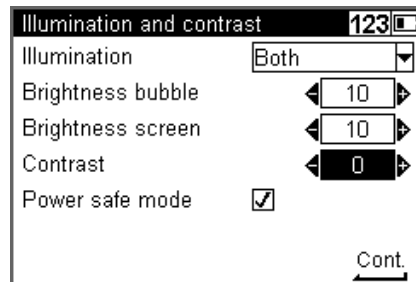 Illumination and contrast 123
Illumination Both
Brightness bubble 10
Brightness screen 10
Contrast 0
Power safe mode
Cont.